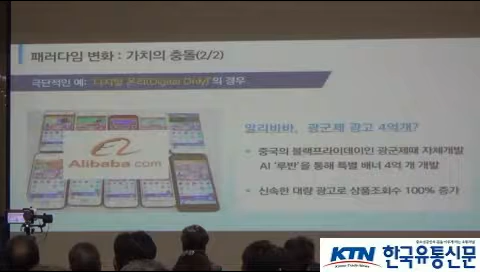 패러다임 변화 : 가치의 충돌(2/2)
극단적인 예: '디지털 온리(Digital Only)'의 경우
Alibaba.com
알리바바, 광군제 광고 4억개?
• 중국의 블랙프라이데이인 광군제때 자체개발
AI '루반'을 통해 특별 배너 4억 개 개발
• 신속한 대량 광고로 상품조회수 100% 증가
KTN
한국유통신문